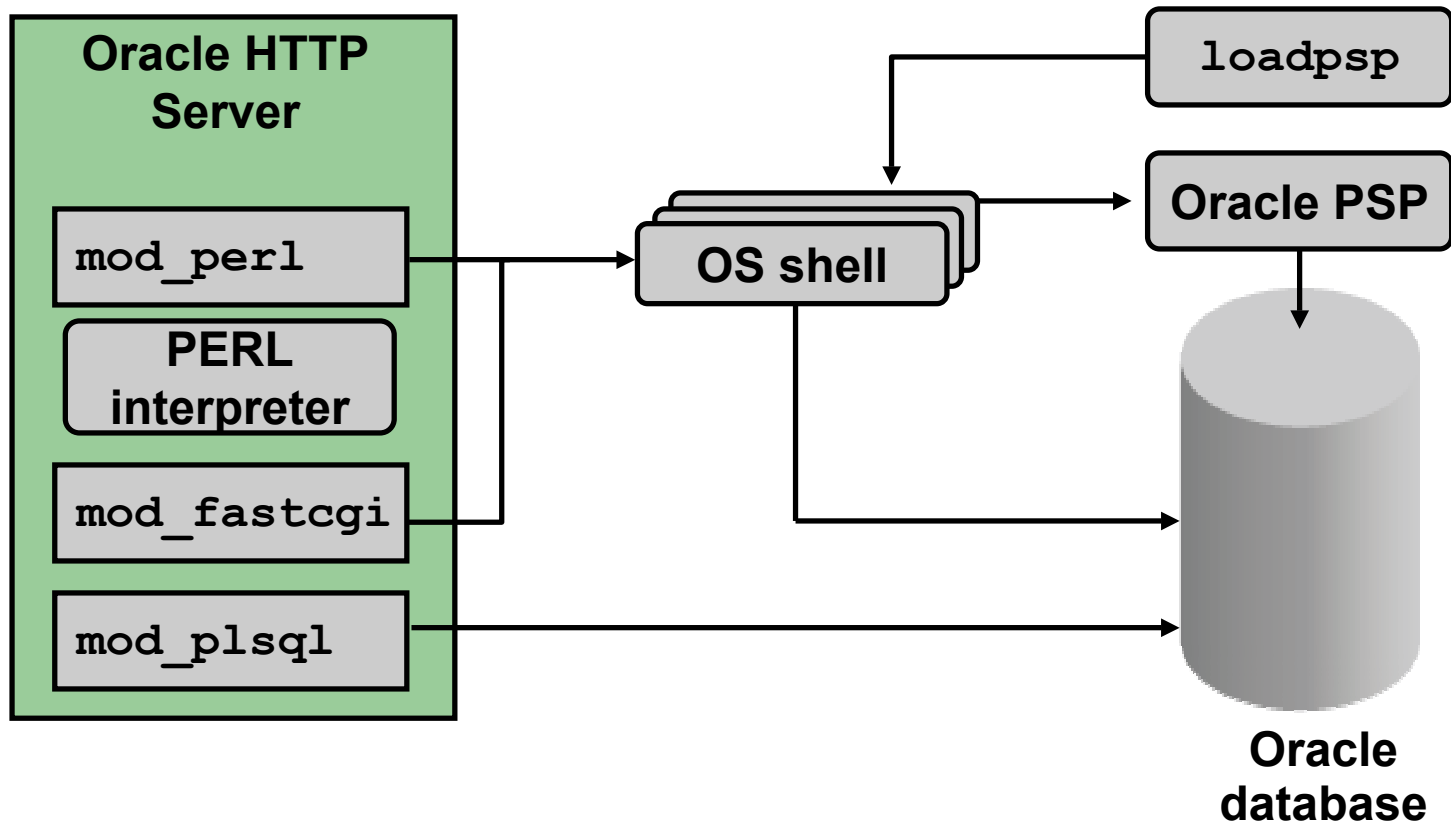 Oracle HTTP
Server
mod_perl
PERL
interpreter
mod_fastcgi
mod_plsql
OS shell
loadpsp
Oracle PSP
Oracle
database